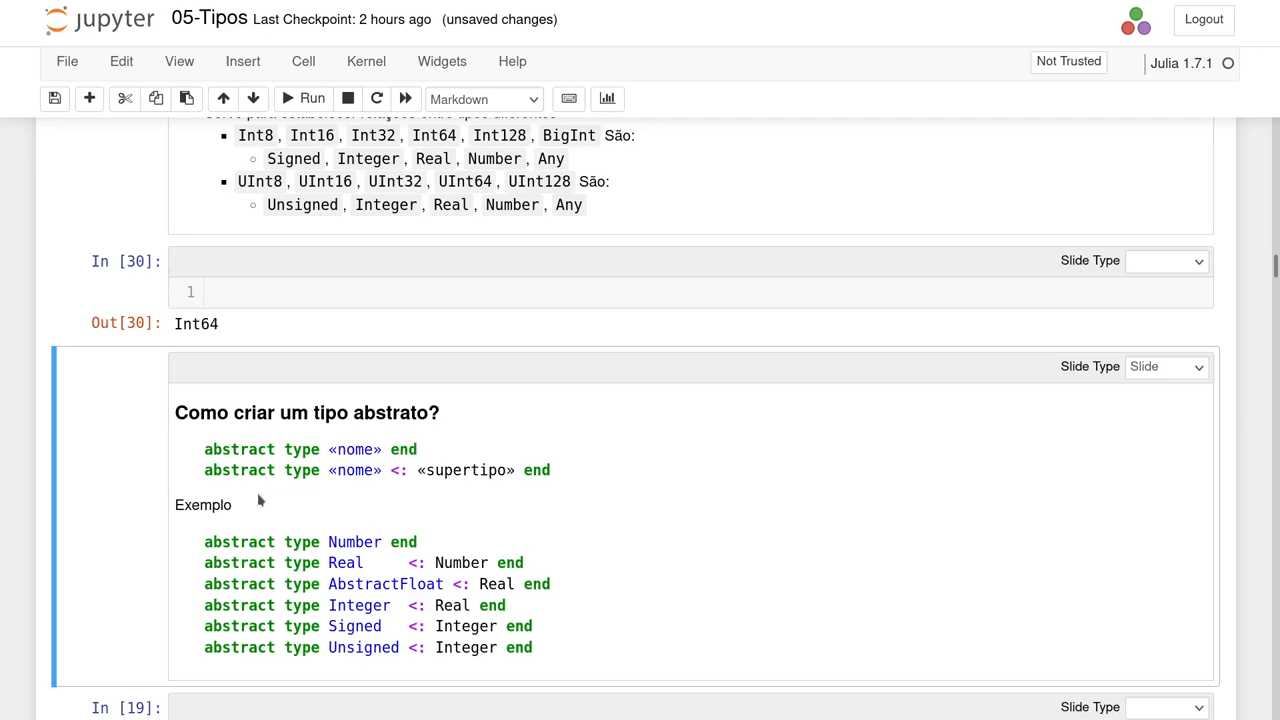 jupyter 05-Tipos Last Checkpoint: 2 hours ago (unsaved changes) Logout
File Edit View Insert Cell Kernel Widgets Help Not Trusted Julia 1.7.1
Run Markdown
Int8, Int16, Int32, Int64, Int128, BigInt São:
Signed, Integer, Real, Number, Any
UInt8, UInt16, UInt32, UInt64, UInt128 São:
Unsigned, Integer, Real, Number, Any
In [30]: Slide Type
1
Out[30]: Int64
Slide Type Slide
Como criar um tipo abstrato?
abstract type «nome» end
abstract type «nome» <: «supertipo» end
Exemplo
abstract type Number end
abstract type Real <: Number end
abstract type AbstractFloat <: Real end
abstract type Integer <: Real end
abstract type Signed <: Integer end
abstract type Unsigned <: Integer end
In [19]: Slide Type